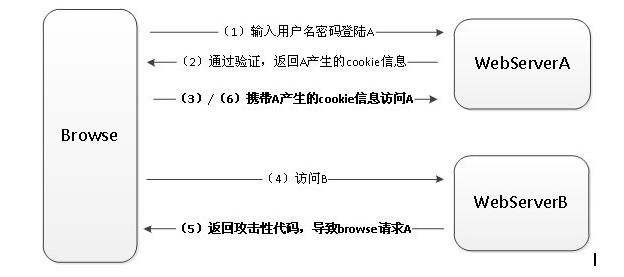 (1) 输入用户名密码登陆A
(2)通过验证，返回A产生的cookie信息
WebServerA
(3)/(6)携带A产生的cookie信息访问A
Browse
(4)访问B
WebServerB
(5)返回攻击性代码，导致browse请求A